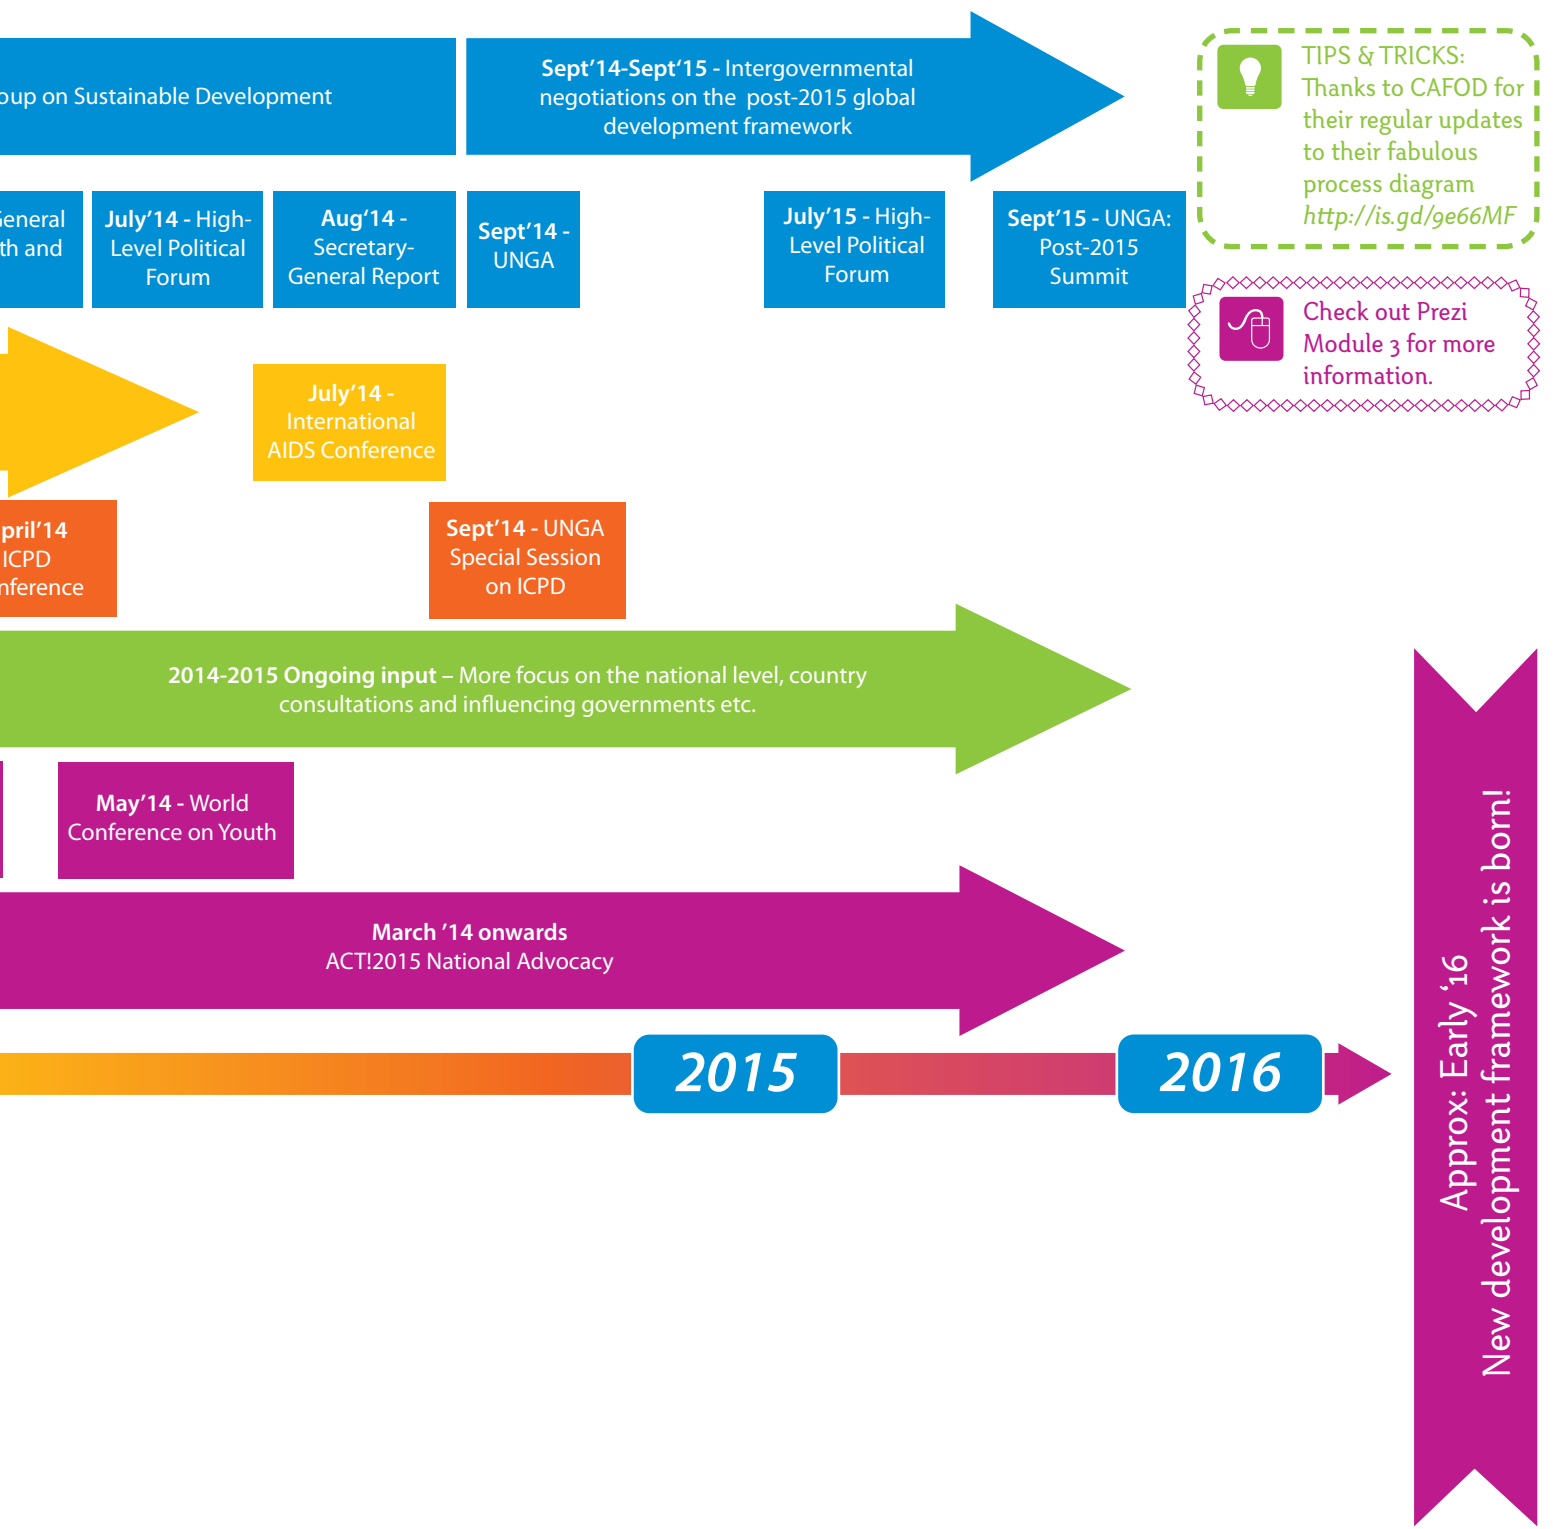 oup on Sustainable Development
Sept’14-Sept‘15 - Intergovernmental
negotiations on the post-2015 global
development framework
TIPS & TRICKS:
Thanks to CAFOD for
their regular updates
to their fabulous
process diagram
http://is.gd/9e66MF
General
th and
July’14 - High-
Level Political
Forum
Aug‘14 -
Secretary-
General Report
Sept’14 -
UNGA
July’15 - High-
Level Political
Forum
Sept’15 - UNGA:
Post-2015
Summit
Check out Prezi
Module 3 for more
information.
July’14 -
International
AIDS Conference
pril’14
ICPD
nference
Sept’14 - UNGA
Special Session
on ICPD
2014-2015 Ongoing input – More focus on the national level, country
consultations and influencing governments etc.
May’14 - World
Conference on Youth
March ’14 onwards
ACT!2015 National Advocacy
2015
2016
Approx: Early ‘16
New development framework is born!